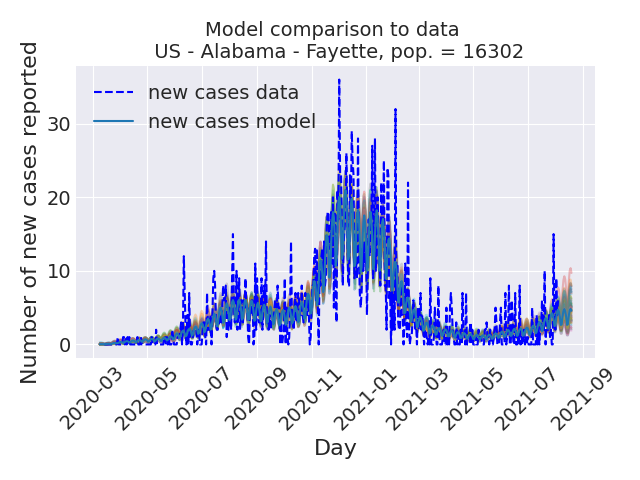 Model comparison to data
US - Alabama - Fayette, pop. = 16302
Number of new cases reported
new cases data
new cases model
30
20
10
0
2020-03
2020-05
2020-07
2020-09
2020-11
2021-01
2021-03
2021-05
2021-07
2021-09
Day